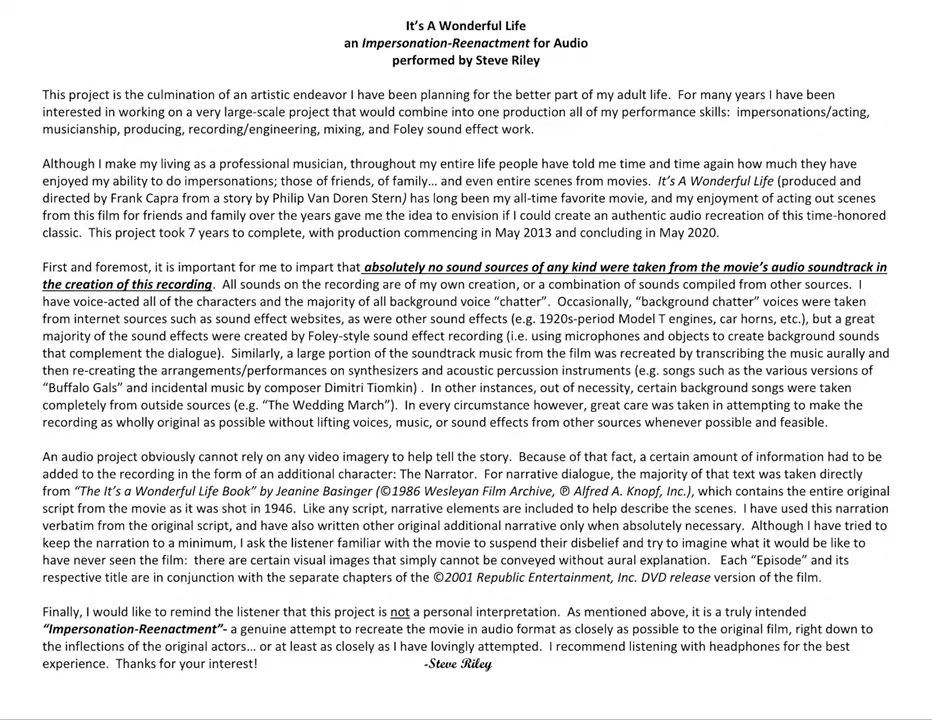 It's A Wonderful Life
an Impersonation-Reenactment for Audio
performed by Steve Riley
This project is the culmination of an artistic endeavor I have been planning for the better part of my adult life.  For many years I have been
interested in working on a very large-scale project that would combine into one production all of my performance skills:  impersonations/acting,
musicianship, producing, recording/engineering, mixing, and Foley sound effect work.
Although I make my living as a professional musician, throughout my entire life people have told me time and time again how much they have
enjoyed my ability to do impersonations; those of friends, of family… and even entire scenes from movies.  It's A Wonderful Life (produced and
directed by Frank Capra from a story by Philip Van Doren Stern) has long been my all-time favorite movie, and my enjoyment of acting out scenes
from this film for friends and family over the years gave me the idea to envision if I could create an authentic audio recreation of this time-honored
classic.  This project took 7 years to complete, with production commencing in May 2013 and concluding in May 2020.
First and foremost, it is important for me to impart that absolutely no sound sources of any kind were taken from the movie's audio soundtrack in
the creation of this recording.  All sounds on the recording are of my own creation, or a combination of sounds compiled from other sources.  I
have voice-acted all of the characters and the majority of all background voice "chatter".  Occasionally, "background chatter" voices were taken
from internet sources such as sound effect websites, as were other sound effects (e.g. 1920s-period Model T engines, car horns, etc.), but a great
majority of the sound effects were created by Foley-style sound effect recording (i.e. using microphones and objects to create background sounds
that complement the dialogue).  Similarly, a large portion of the soundtrack music from the film was recreated by transcribing the music aurally and
then re-creating the arrangements/performances on synthesizers and acoustic percussion instruments (e.g. songs such as the various versions of
"Buffalo Gals" and incidental music by composer Dimitri Tiomkin) .  In other instances, out of necessity, certain background songs were taken
completely from outside sources (e.g. "The Wedding March").  In every circumstance however, great care was taken in attempting to make the
recording as wholly original as possible without lifting voices, music, or sound effects from other sources whenever possible and feasible.
An audio project obviously cannot rely on any video imagery to help tell the story.  Because of that fact, a certain amount of information had to be
added to the recording in the form of an additional character: The Narrator.  For narrative dialogue, the majority of that text was taken directly
from "The It's a Wonderful Life Book" by Jeanine Basinger (©1986 Wesleyan Film Archive, ℗ Alfred A. Knopf, Inc.), which contains the entire original
script from the movie as it was shot in 1946.  Like any script, narrative elements are included to help describe the scenes.  I have used this narration
verbatim from the original script, and have also written other original additional narrative only when absolutely necessary.  Although I have tried to
keep the narration to a minimum, I ask the listener familiar with the movie to suspend their disbelief and try to imagine what it would be like to
have never seen the film:  there are certain visual images that simply cannot be conveyed without aural explanation.   Each "Episode" and its
respective title are in conjunction with the separate chapters of the ©2001 Republic Entertainment, Inc. DVD release version of the film.
Finally, I would like to remind the listener that this project is not a personal interpretation.  As mentioned above, it is a truly intended
"Impersonation-Reenactment"- a genuine attempt to recreate the movie in audio format as closely as possible to the original film, right down to
the inflections of the original actors… or at least as closely as I have lovingly attempted.  I recommend listening with headphones for the best
experience.  Thanks for your interest!  -Steve Riley